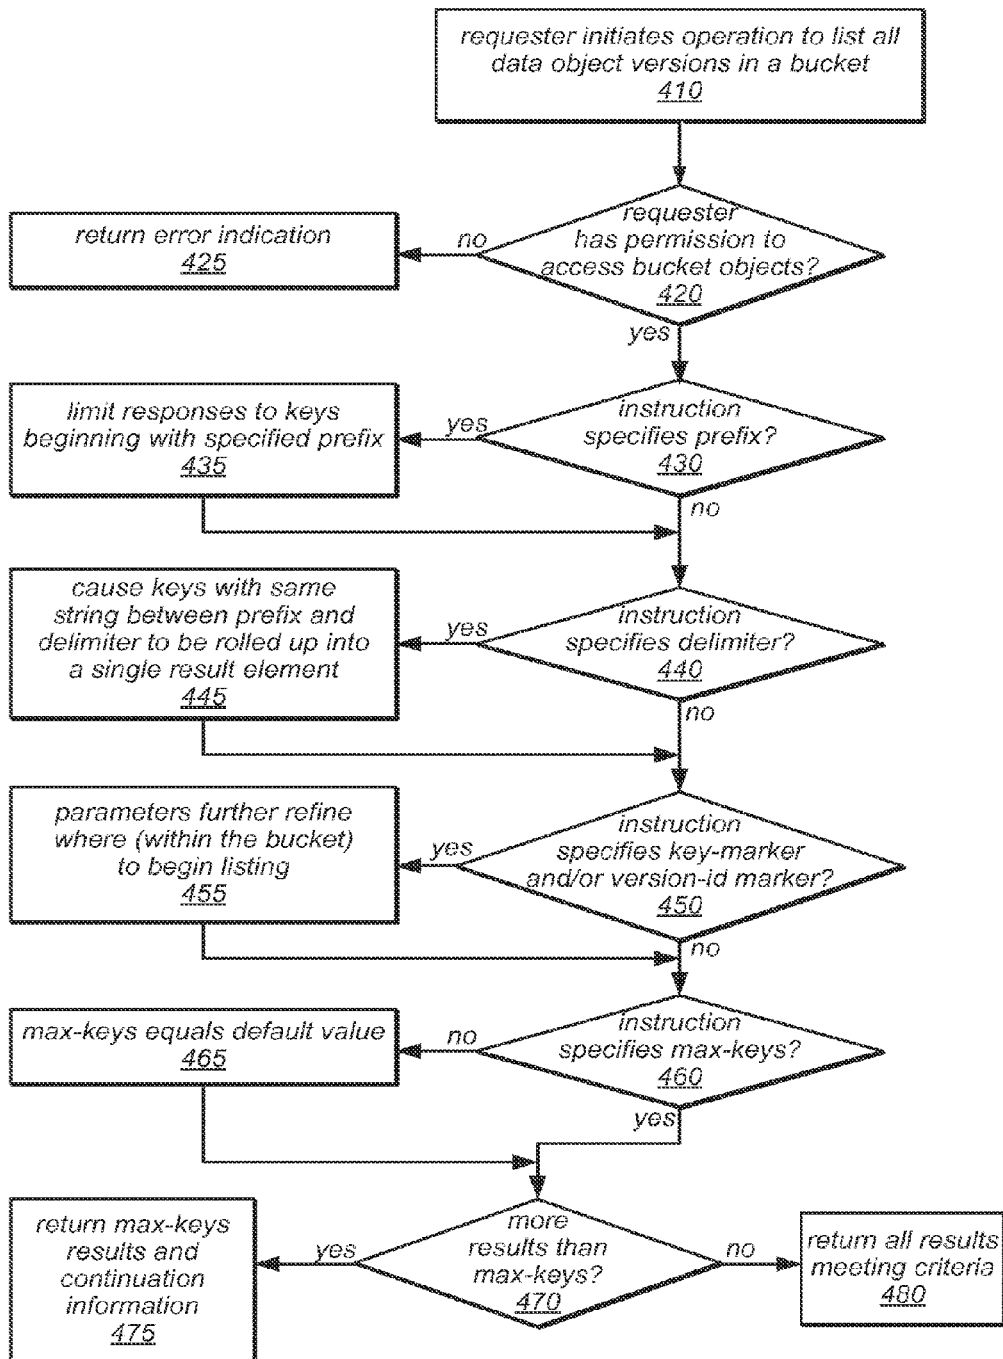 requester initiates operation to list all
data object versions in a bucket
410
requester
has permission to
access bucket objects?
420
no
return error indication
425
yes
instruction
specifies prefix?
430
yes
limit responses to keys
beginning with specified prefix
435
no
instruction
specifies delimiter?
440
yes
cause keys with same
string between prefix and
delimiter to be rolled up into
a single result element
445
no
instruction
specifies key-marker
and/or version-id marker?
450
yes
parameters further refine
where (within the bucket)
to begin listing
455
no
instruction
specifies max-keys?
460
no
max-keys equals default value
465
yes
more
results than
max-keys?
470
yes
return max-keys
results and
continuation
information
475
no
return all results
meeting criteria
480